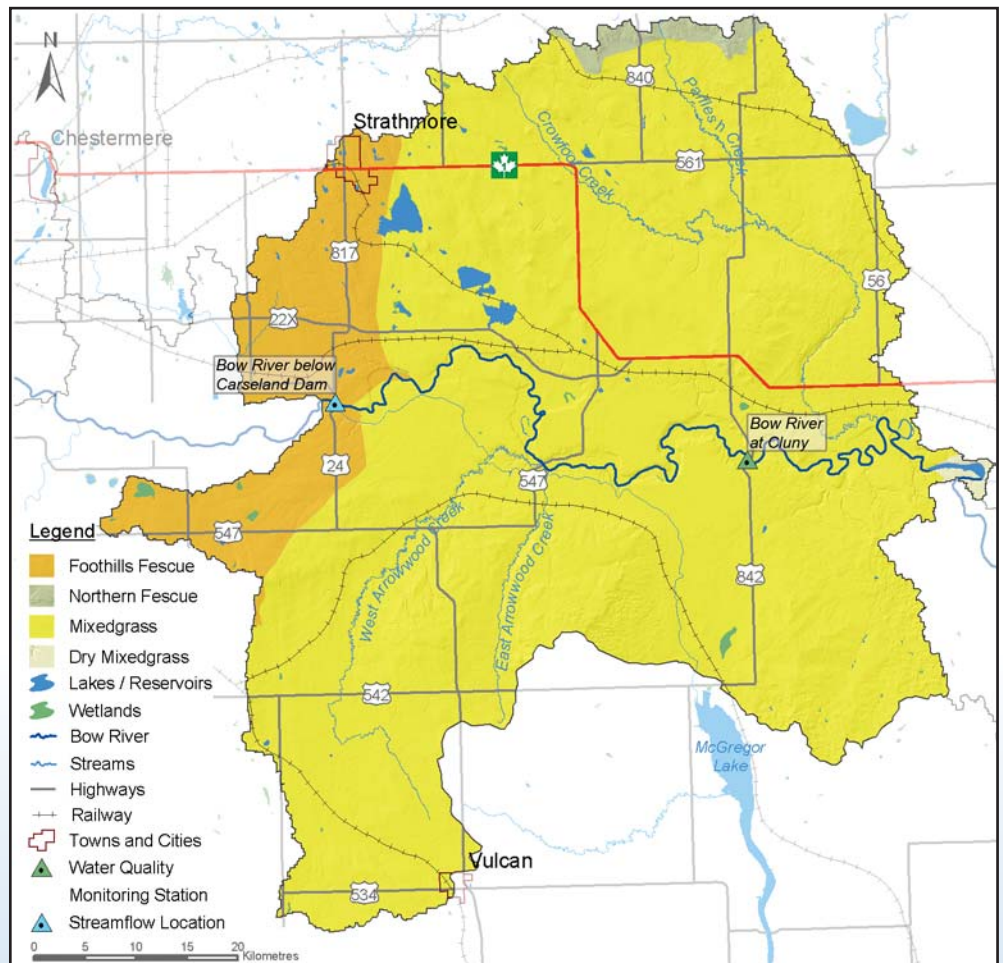 N
840
Parfles h Creek
Strathmore
Chestermere
Crowfoot Creek
561
817
56
22X
Bow River below
Carseland Dam
Bow River
at Cluny
24
547
547
West Arrowwood Creek
East Arrowwood Creek
842
542
McGregor
Lake
Vulcan
534
Legend
Foothills Fescue
Northern Fescue
Mixedgrass
Dry Mixedgrass
Lakes / Reservoirs
Wetlands
Bow River
Streams
Highways
Railway
Towns and Cities
Water Quality
Monitoring Station
Streamflow Location
0 5 10 15 20
Kilometres